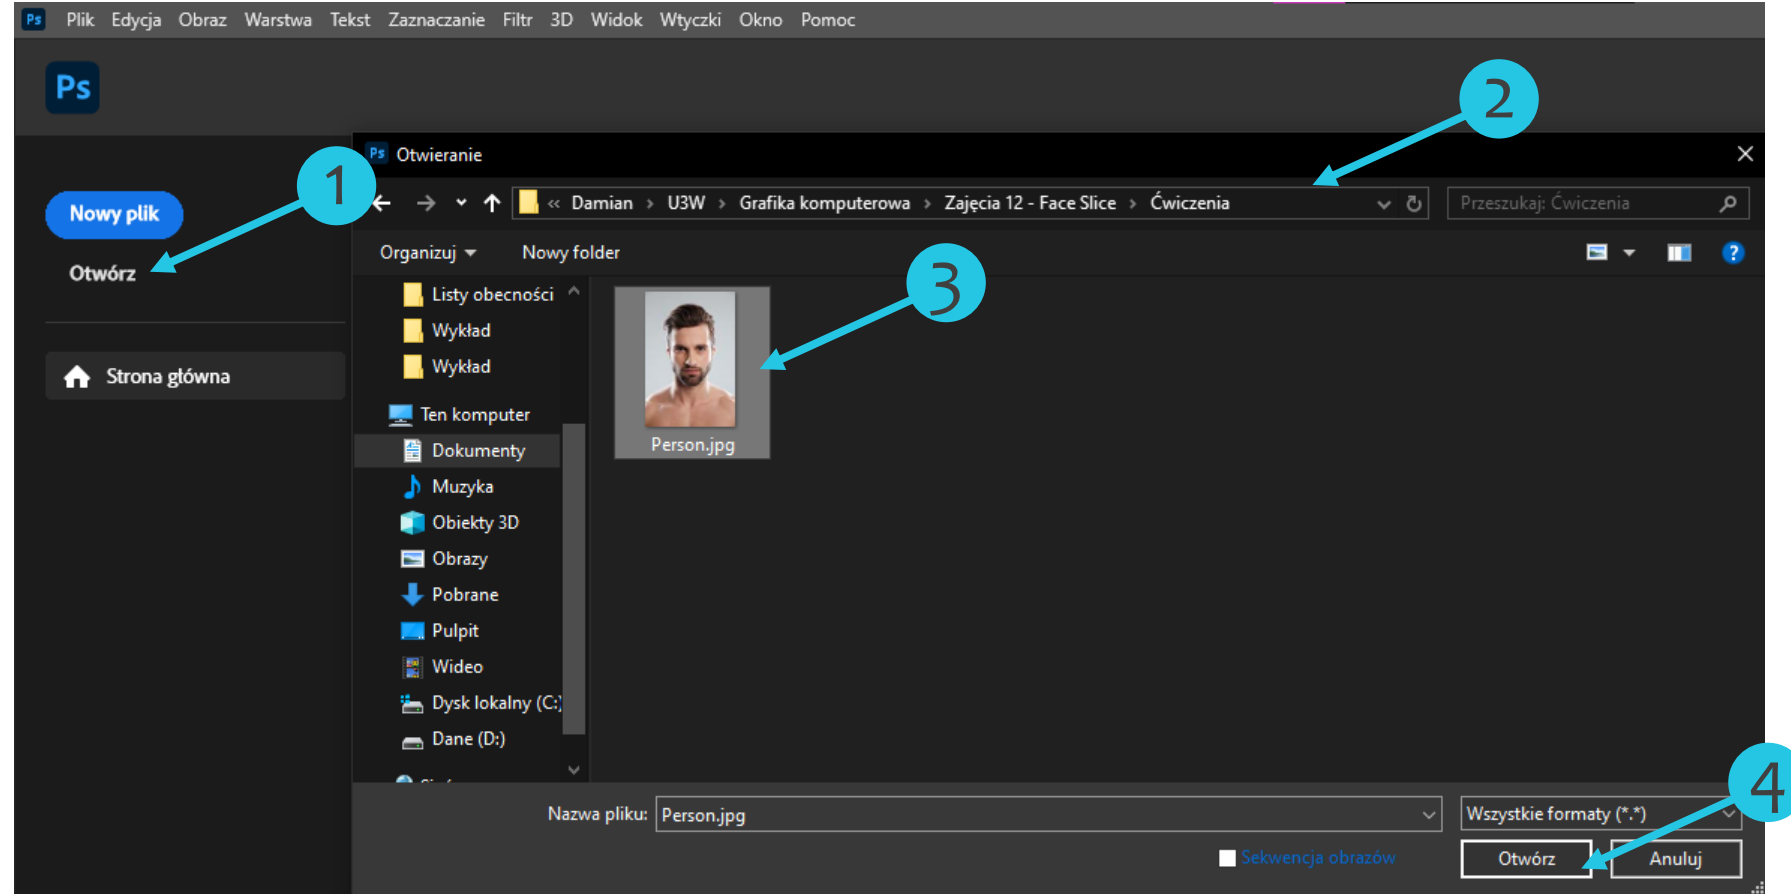 Ps Plik Edycja Obraz Warstwa Tekst Zaznaczanie Filtr 3D Widok Wtyczki Okno Pomoc
Ps
2
1
Ps Otwieranie
Nowy plik
« Damian › U3W › Grafika komputerowa › Zajęcia 12 - Face Slice › Ćwiczenia
Przeszukaj: Ćwiczenia
Organizuj
Nowy folder
?
Otwórz
3
Listy obecności
Wykład
Wykład
Strona główna
Ten komputer
Dokumenty
Person.jpg
Muzyka
Obiekty 3D
Obrazy
Pobrane
Pulpit
Wideo
Dysk lokalny (C:)
Dane (D:)
4
Nazwa pliku: Person.jpg
Wszystkie formaty (*.*)
Sekwencja obrazów
Otwórz
Anuluj